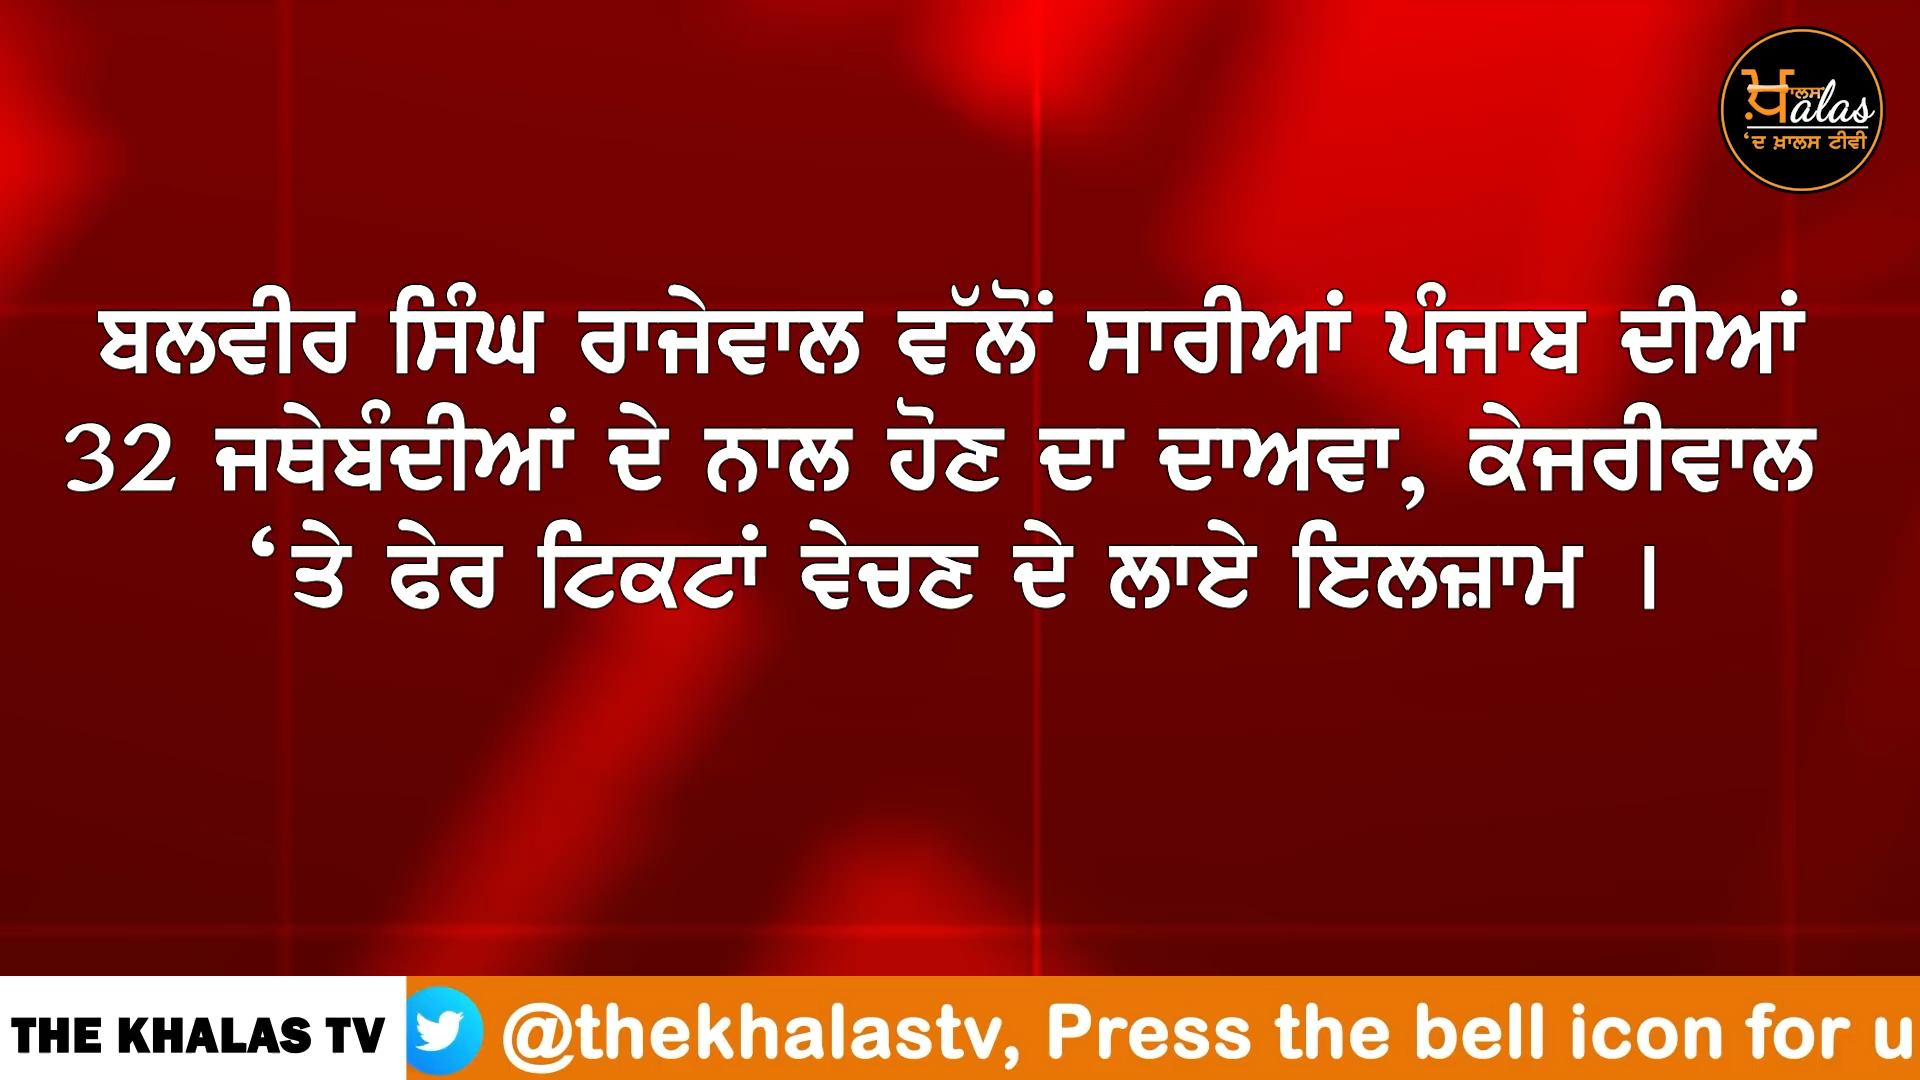 ਖ਼ਾਲਸ alas
‘ਦ ਖ਼ਾਲਸ ਟੀਵੀ
ਬਲਵੀਰ ਸਿੰਘ ਰਾਜੇਵਾਲ ਵੱਲੋਂ ਸਾਰੀਆਂ ਪੰਜਾਬ ਦੀਆਂ
32 ਜਥੇਬੰਦੀਆਂ ਦੇ ਨਾਲ ਹੋਣ ਦਾ ਦਾਅਵਾ, ਕੇਜਰੀਵਾਲ
‘ਤੇ ਫੇਰ ਟਿਕਟਾਂ ਵੇਚਣ ਦੇ ਲਾਏ ਇਲਜ਼ਾਮ ।
THE KHALAS TV @thekhalastv, Press the bell icon for u